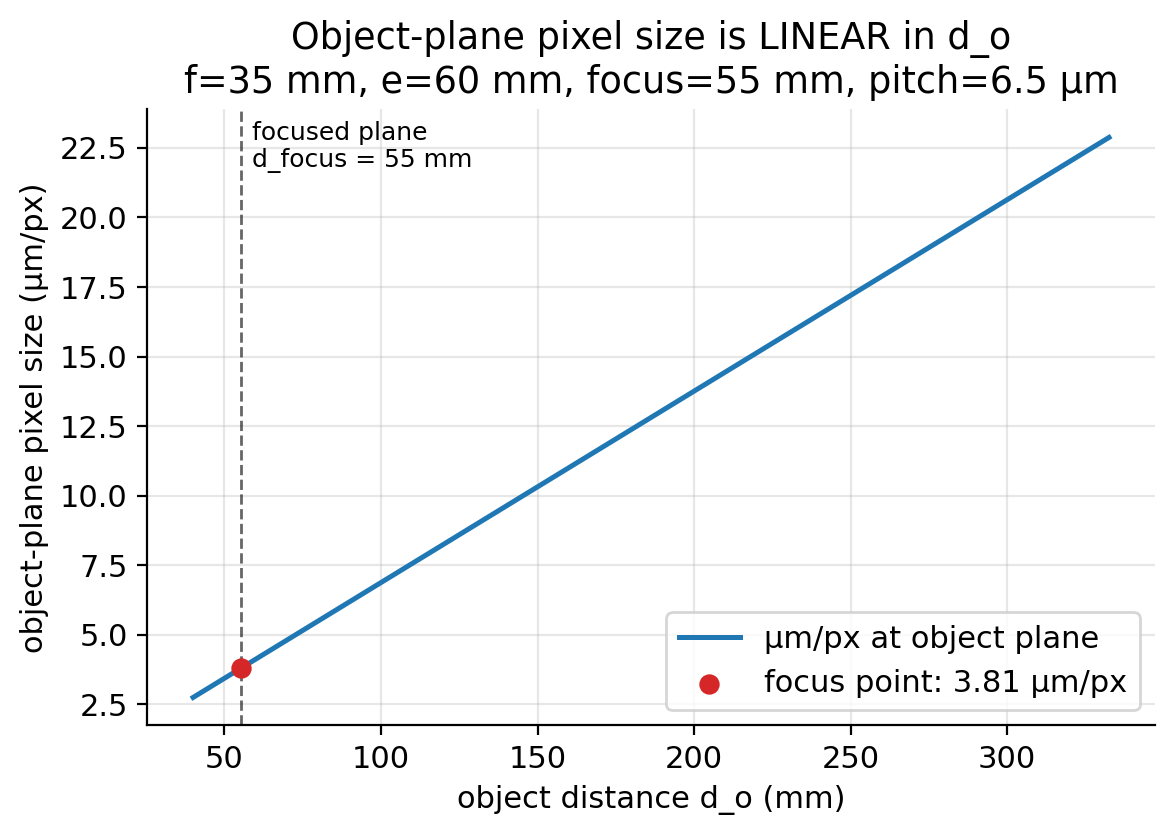 Object-plane pixel size is LINEAR in d_o
f=35 mm, e=60 mm, focus=55 mm, pitch=6.5 µm
focused plane
d_focus = 55 mm
object-plane pixel size (µm/px)
22.5
20.0
17.5
15.0
12.5
10.0
7.5
5.0
2.5
µm/px at object plane
focus point: 3.81 µm/px
50
100
150
200
250
300
object distance d_o (mm)